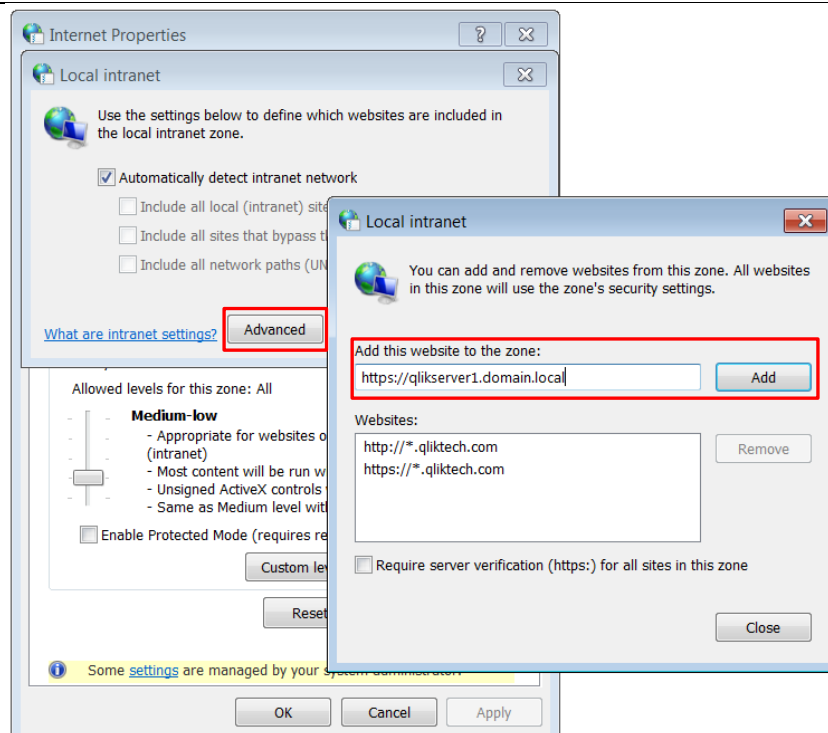 Internet Properties
Local intranet
Use the settings below to define which websites are included in
the local intranet zone.
Automatically detect intranet network
Include all local (intranet)
Include all sites that bypass
Include all network paths
What are intranet settings?
Advanced
Allowed levels for this zone: All
Medium-low
- Appropriate for websites
(intranet)
- Most content will be run
- Unsigned ActiveX controls
- Same as Medium level
Enable Protected Mode (requires
Custom
Reset
Some settings are managed by your system administrator.
OK
Cancel
Apply
Local intranet
You can add and remove websites from this zone. All websites
in this zone will use the zone's security settings.
Add this website to the zone:
https://qlikserver1.domain.local
Add
Websites:
http://*.qliktech.com
https://*.qliktech.com
Remove
Require server verification (https:) for all sites in this zone
Close